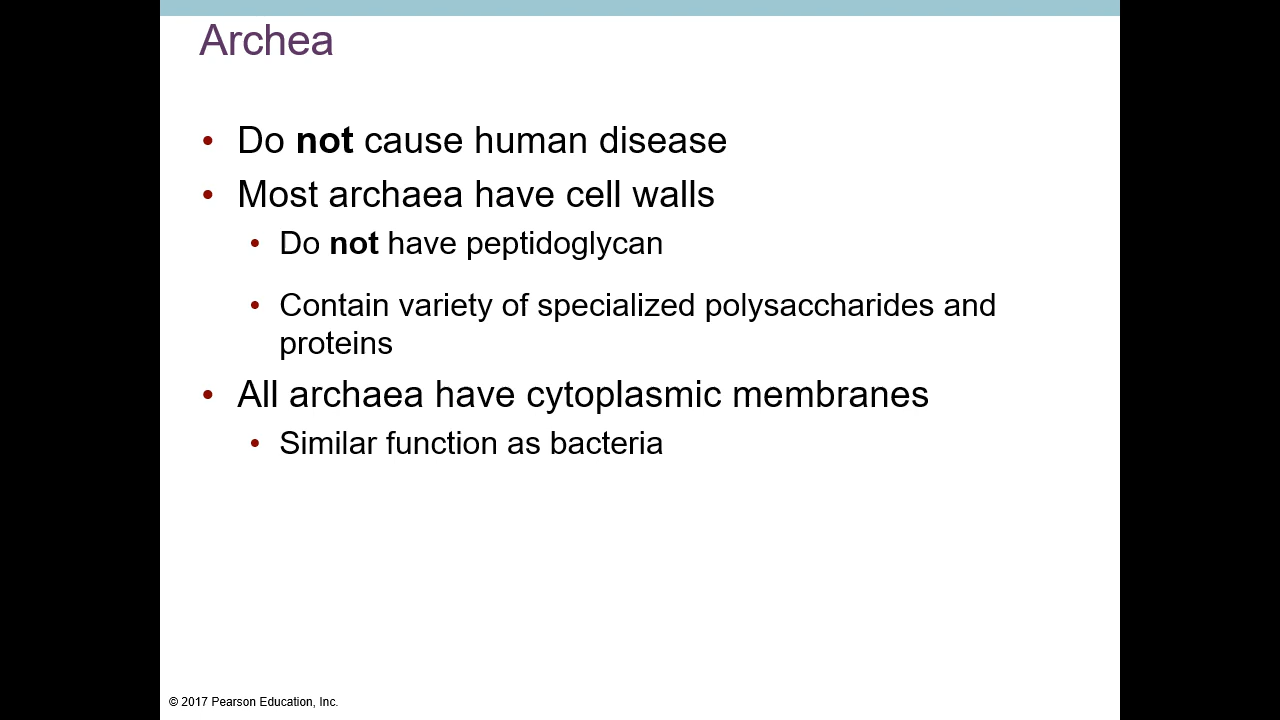 Archea
• Do not cause human disease
• Most archaea have cell walls
• Do not have peptidoglycan
• Contain variety of specialized polysaccharides and
proteins
• All archaea have cytoplasmic membranes
• Similar function as bacteria
© 2017 Pearson Education, Inc.